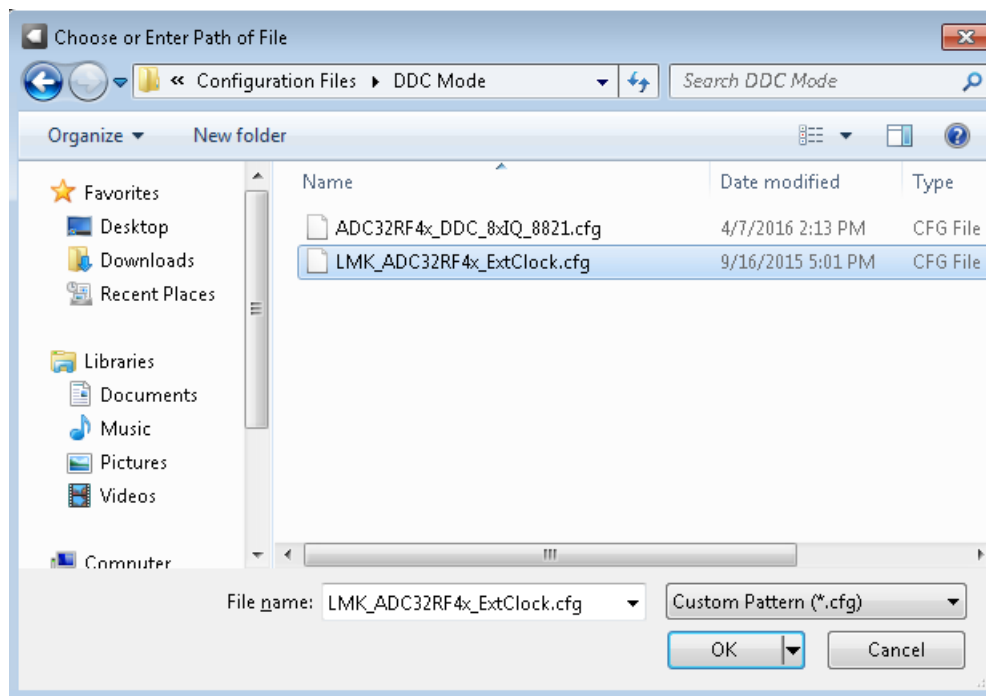 Choose or Enter Path of File
« Configuration Files DDC Mode Search DDC Mode
Organize New folder
Name Date modified Type
ADC32RF4x_DDC_8xIQ_8821.cfg 4/7/2016 2:13 PM CFG File
LMK_ADC32RF4x_ExtClock.cfg 9/16/2015 5:01 PM CFG File
Favorites
Desktop
Downloads
Recent Places
Libraries
Documents
Music
Pictures
Videos
Computer
File name: LMK_ADC32RF4x_ExtClock.cfg Custom Pattern (*.cfg)
OK Cancel